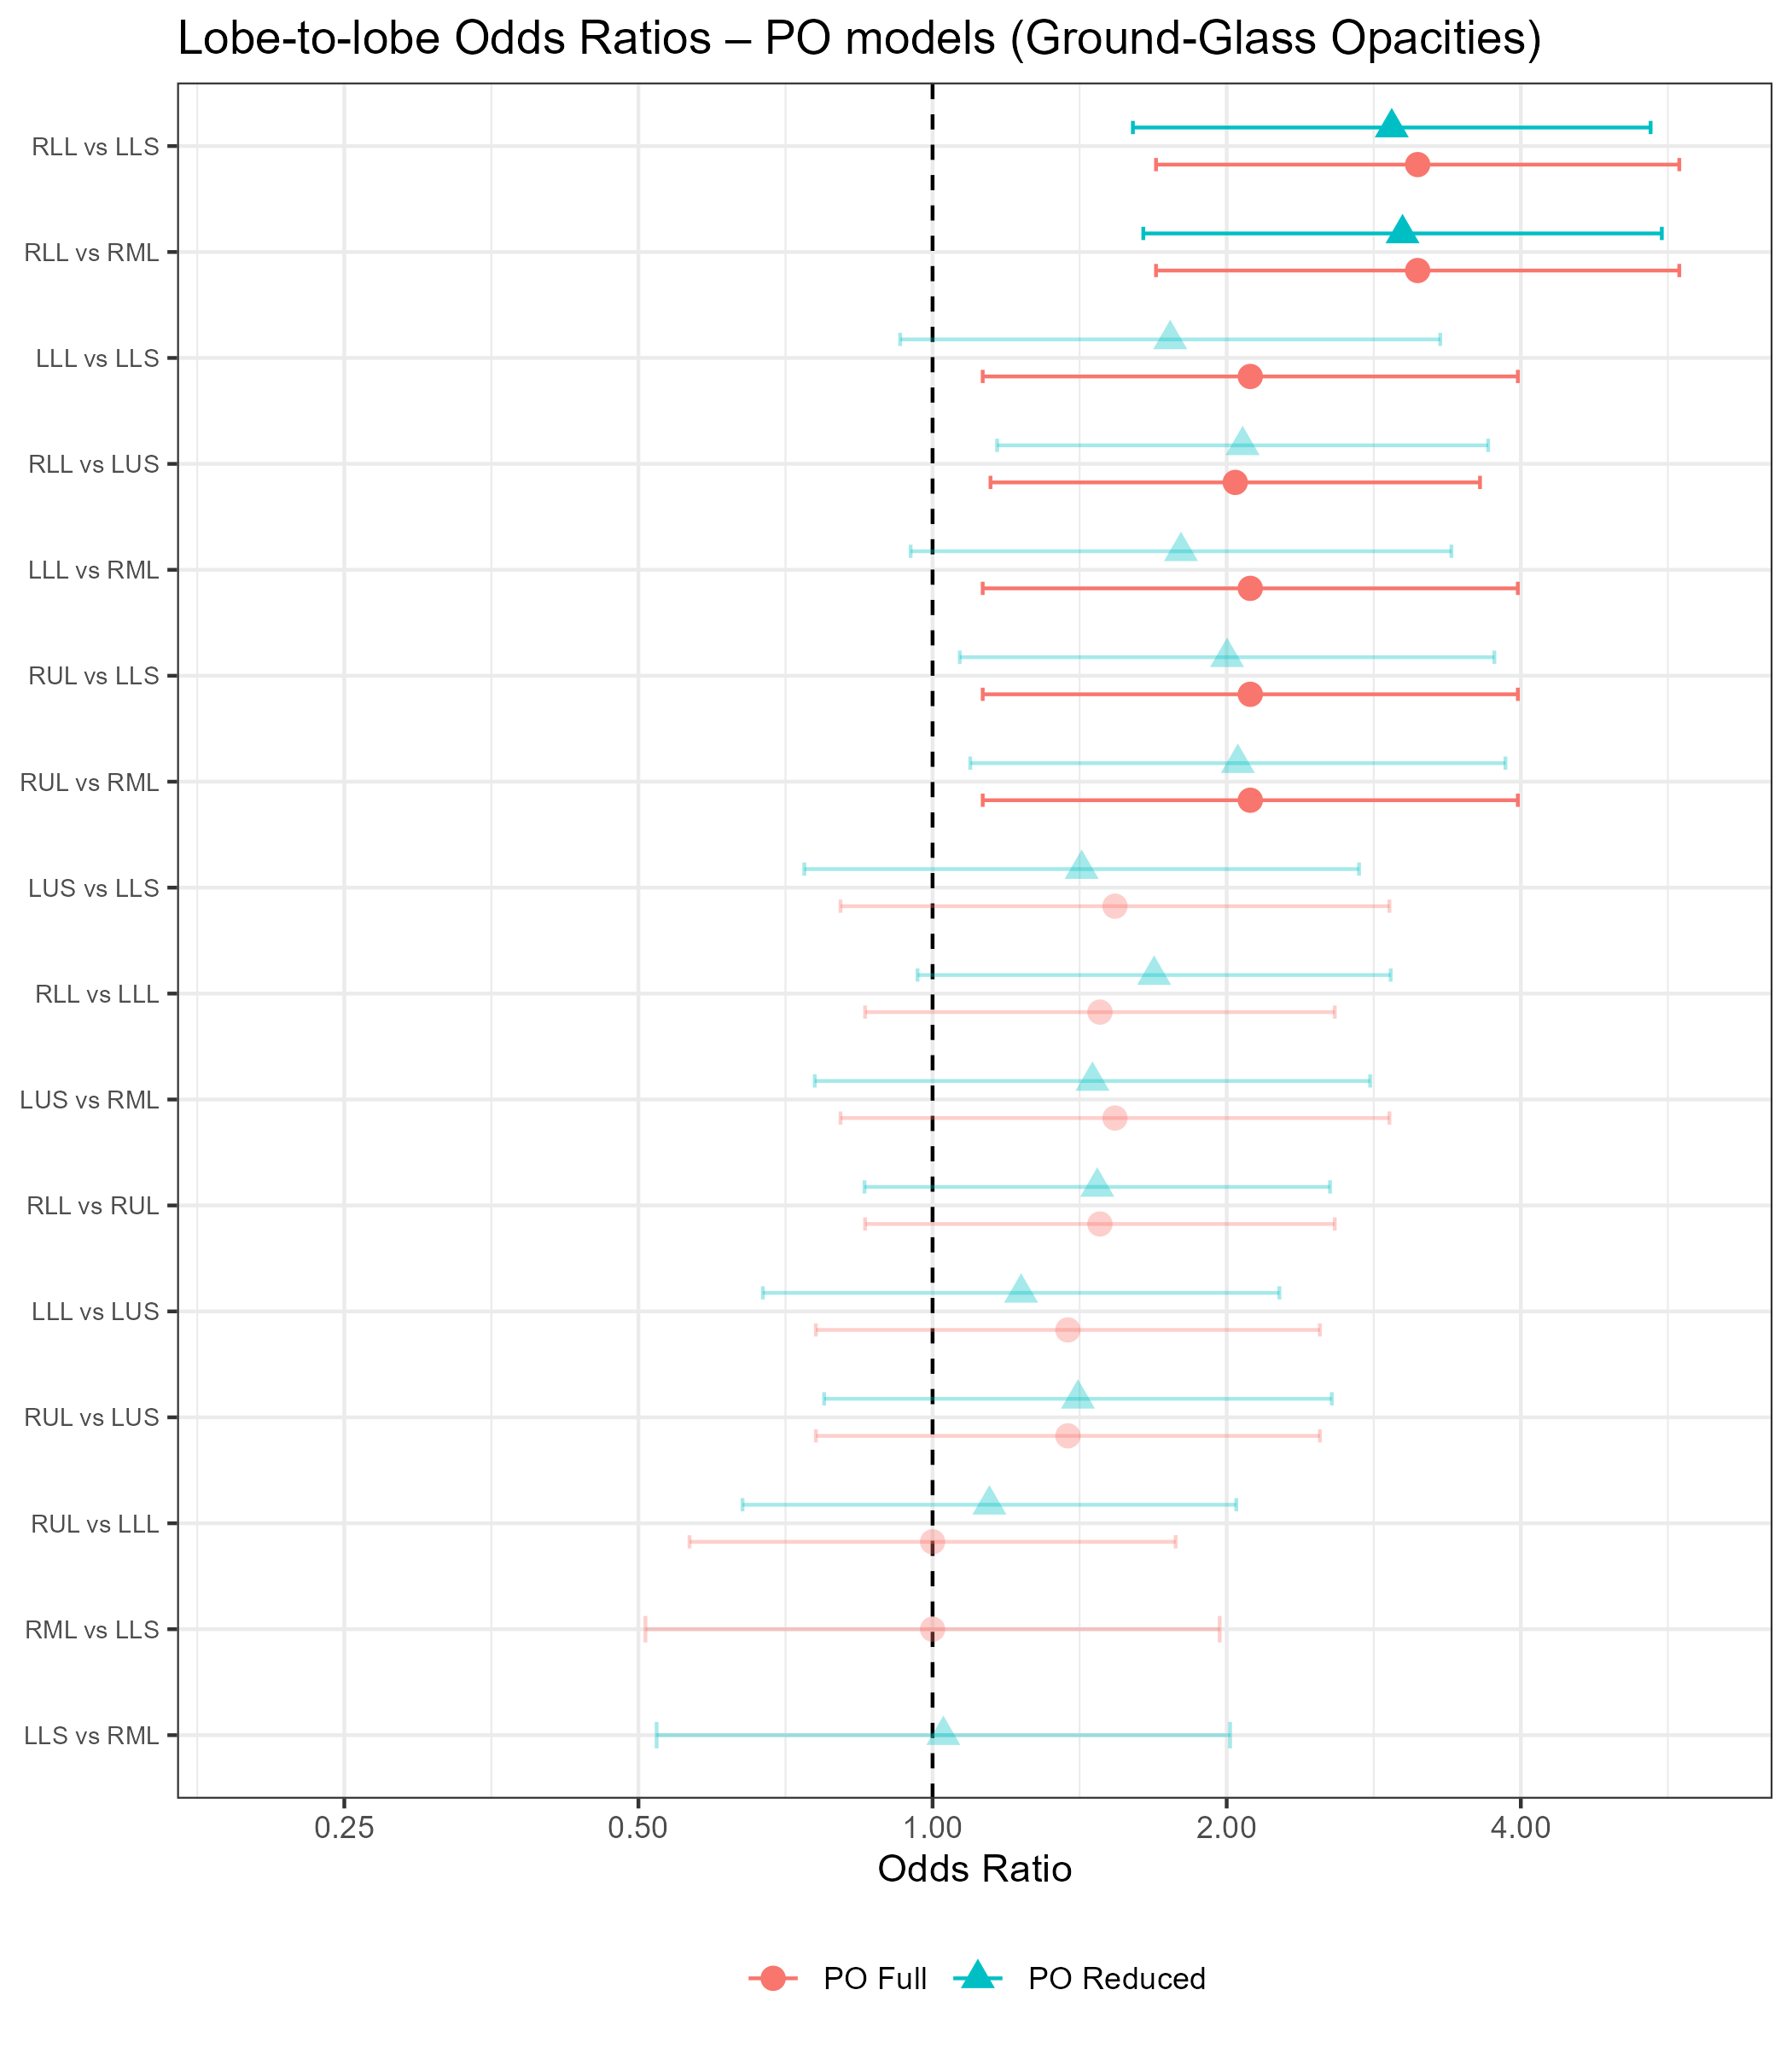 Lobe-to-lobe Odds Ratios – PO models (Ground-Glass Opacities)
RLL vs LLS
RLL vs RML
LLL vs LLS
RLL vs LUS
LLL vs RML
RUL vs LLS
RUL vs RML
LUS vs LLS
RLL vs LLL
LUS vs RML
RLL vs RUL
LLL vs LUS
RUL vs LUS
RUL vs LLL
RML vs LLS
LLS vs RML
0.25 0.50 1.00 2.00 4.00
Odds Ratio
PO Full PO Reduced